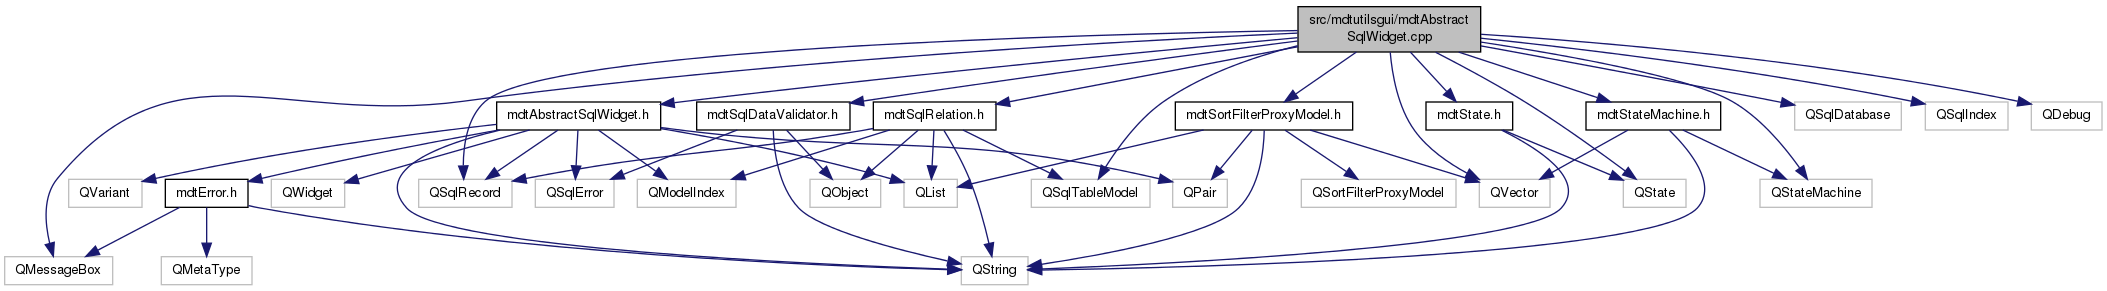 src/mdtutilsgui/mdtAbstract
SqlWidget.cpp
mdtAbstractSqlWidget.h
mdtSqlDataValidator.h
mdtSqlRelation.h
mdtSortFilterProxyModel.h
mdtState.h
mdtStateMachine.h
QSqlDatabase
QSqlIndex
QDebug
QVariant
mdtError.h
QWidget
QSqlRecord
QSqlError
QModelIndex
QObject
QList
QSqlTableModel
QPair
QSortFilterProxyModel
QVector
QState
QStateMachine
QMessageBox
QMetaType
QString